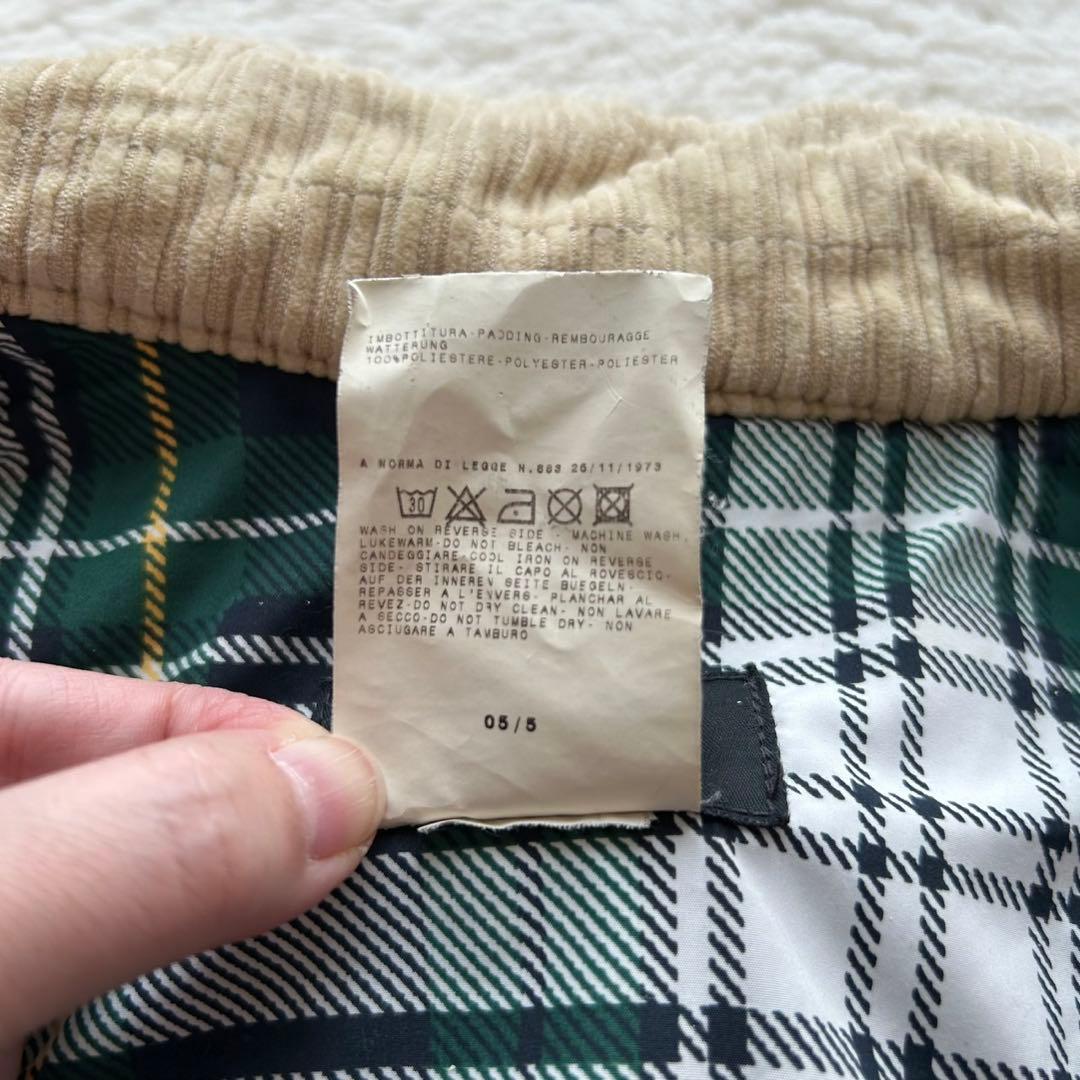 IMBOTTITURA-PADDING-REMBOURAGGE
WATTERUNG
100%POLIESTERE-POLYESTER-POLIESTER
A NORMA DI LEGGE N.883 26/11/1973
30
WASH ON REVERSE SIDE - MACHINE WASH,
LUKEWARM-DO NOT BLEACH- NON
CANDEGGIARE-COOL IRON ON REVERSE
SIDE- STIRARE IL CAPO AL ROVESCIO-
AUF DER INNEREN SEITE BUEGELN-
REPASSER A L'ENVERS- PLANCHAR AL
REVEZ-DO NOT DRY CLEAN- NON LAVARE
A SECCO-DO NOT TUMBLE DRY- NON
ASCIUGARE A TAMBURO
05/5